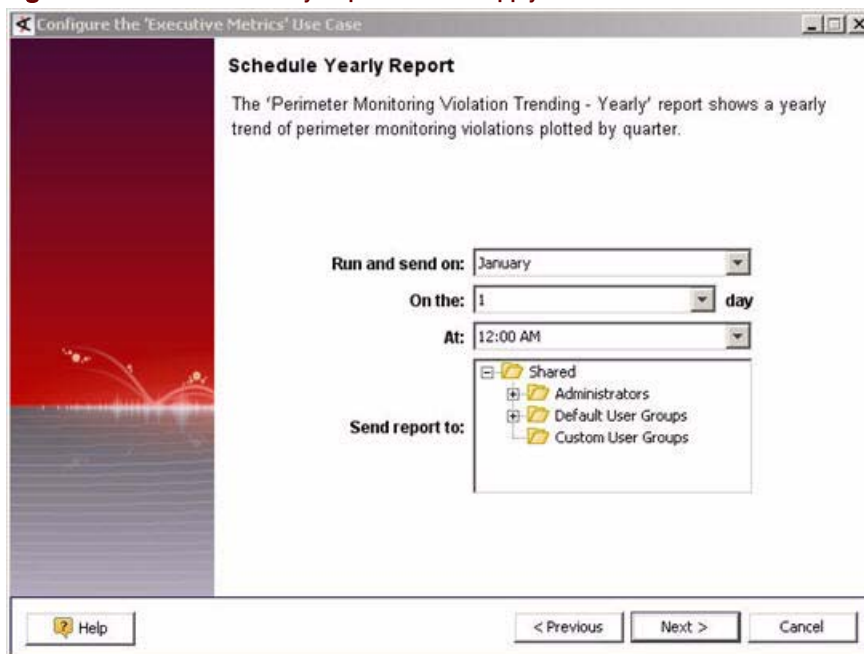 Configure the 'Executive Metrics' Use Case
Schedule Yearly Report
The 'Perimeter Monitoring Violation Trending - Yearly' report shows a yearly
trend of perimeter monitoring violations plotted by quarter.
Run and send on: January
On the: 1 day
At: 12:00 AM
Send report to:
Shared
Administrators
Default User Groups
Custom User Groups
Help
< Previous
Next >
Cancel